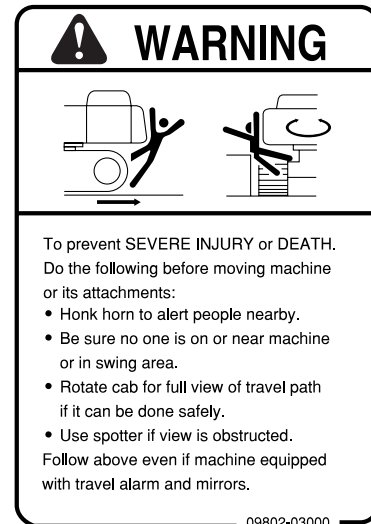 WARNING
To prevent SEVERE INJURY or DEATH.
Do the following before moving machine
or its attachments:
• Honk horn to alert people nearby.
• Be sure no one is on or near machine
or in swing area.
• Rotate cab for full view of travel path
if it can be done safely.
• Use spotter if view is obstructed.
Follow above even if machine equipped
with travel alarm and mirrors.
09802-03000